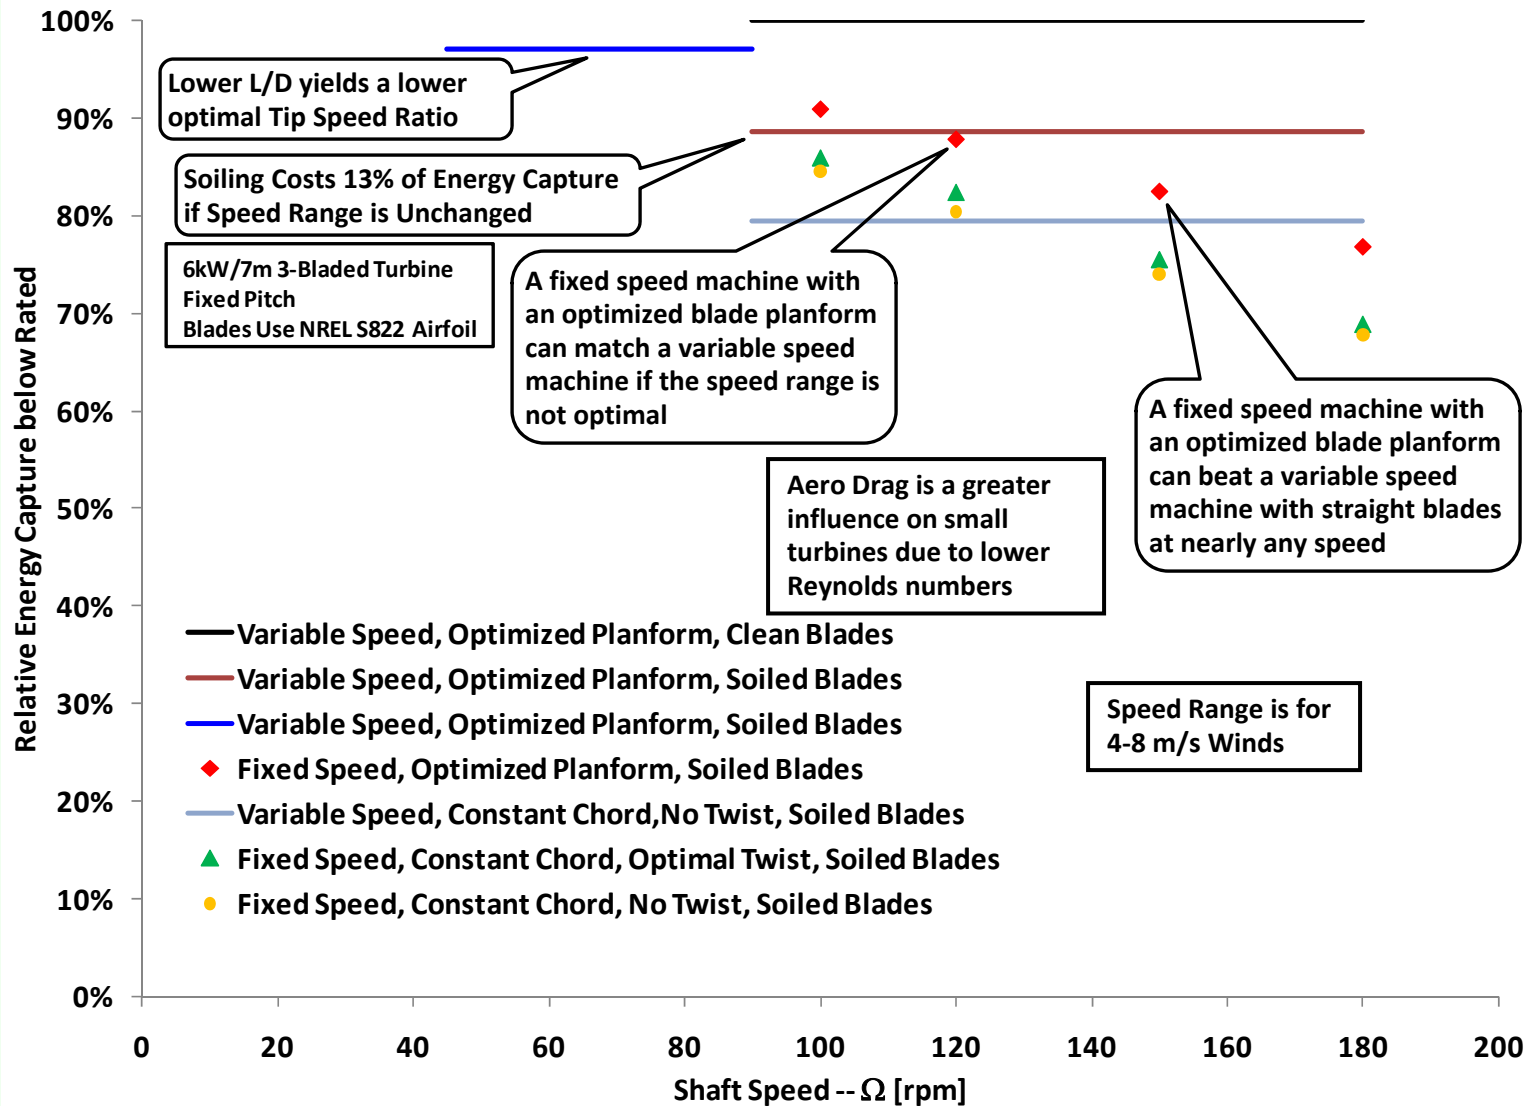 100%
90%
80%
70%
60%
50%
40%
30%
20%
10%
0%
Relative Energy Capture below Rated
Lower L/D yields a lower
optimal Tip Speed Ratio
Soiling Costs 13% of Energy Capture
if Speed Range is Unchanged
6kW/7m 3-Bladed Turbine
Fixed Pitch
Blades Use NREL S822 Airfoil
A fixed speed machine with
an optimized blade planform
can match a variable speed
machine if the speed range is
not optimal
A fixed speed machine with
an optimized blade planform
can beat a variable speed
machine with straight blades
at nearly any speed
Aero Drag is a greater
influence on small
turbines due to lower
Reynolds numbers
Variable Speed, Optimized Planform, Clean Blades
Variable Speed, Optimized Planform, Soiled Blades
Variable Speed, Optimized Planform, Soiled Blades
Fixed Speed, Optimized Planform, Soiled Blades
Variable Speed, Constant Chord,No Twist, Soiled Blades
Fixed Speed, Constant Chord, Optimal Twist, Soiled Blades
Fixed Speed, Constant Chord, No Twist, Soiled Blades
Speed Range is for
4-8 m/s Winds
0 20 40 60 80 100 120 140 160 180 200
Shaft Speed -- Ω [rpm]